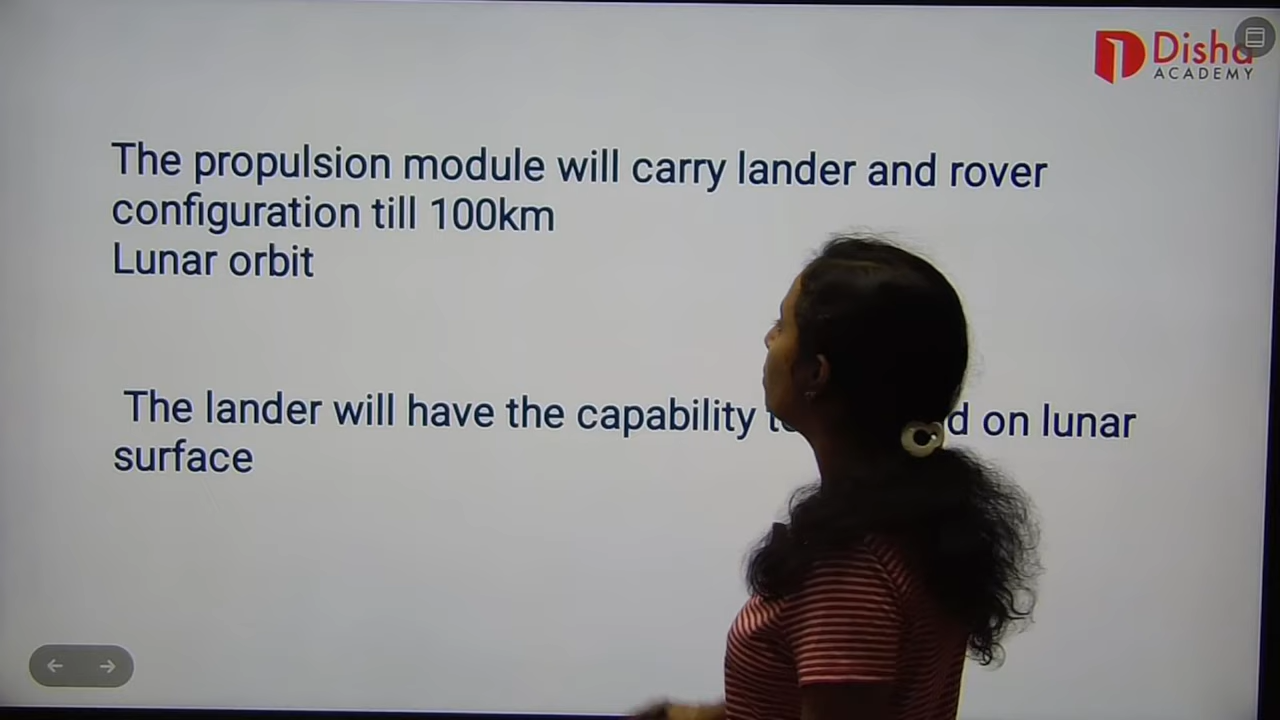 Disha
ACADEMY
The propulsion module will carry lander and rover
configuration till 100km
Lunar orbit
The lander will have the capability on lunar
surface